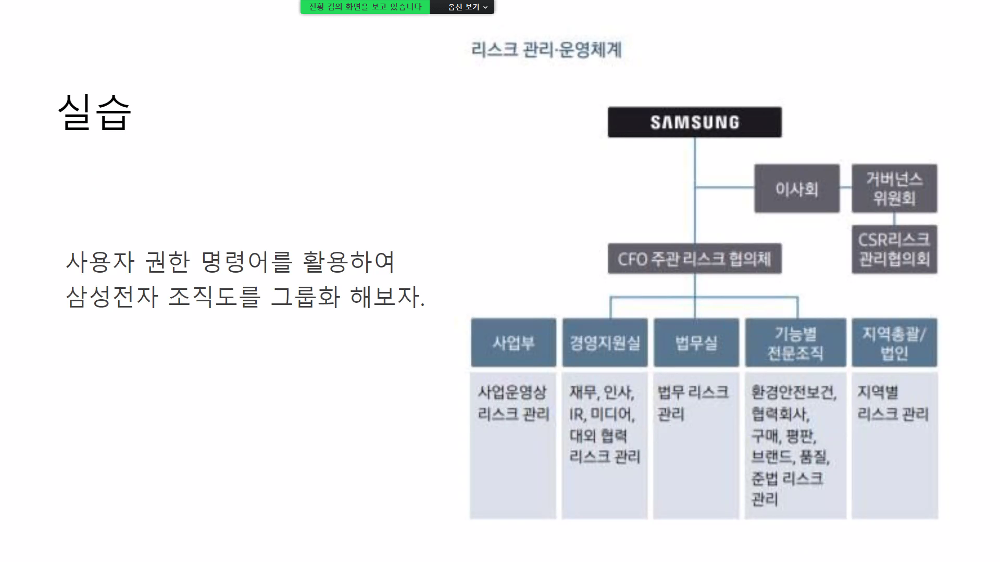 진황 김의 화면을 보고 있습니다
옵션 보기
실습
사용자 권한 명령어를 활용하여
삼성전자 조직도를 그룹화 해보자.
리스크 관리·운영체계
SAMSUNG
이사회
거버넌스
위원회
CSR리스크
관리협의회
CFO 주관 리스크 협의체
사업부
사업운영상
리스크 관리
경영지원실
재무, 인사,
IR, 미디어,
대외 협력
리스크 관리
법무실
법무 리스크
관리
기능별
전문조직
환경안전보건,
협력회사,
구매, 평판,
브랜드, 품질,
준법 리스크
관리
지역총괄/
법인
지역별
리스크 관리